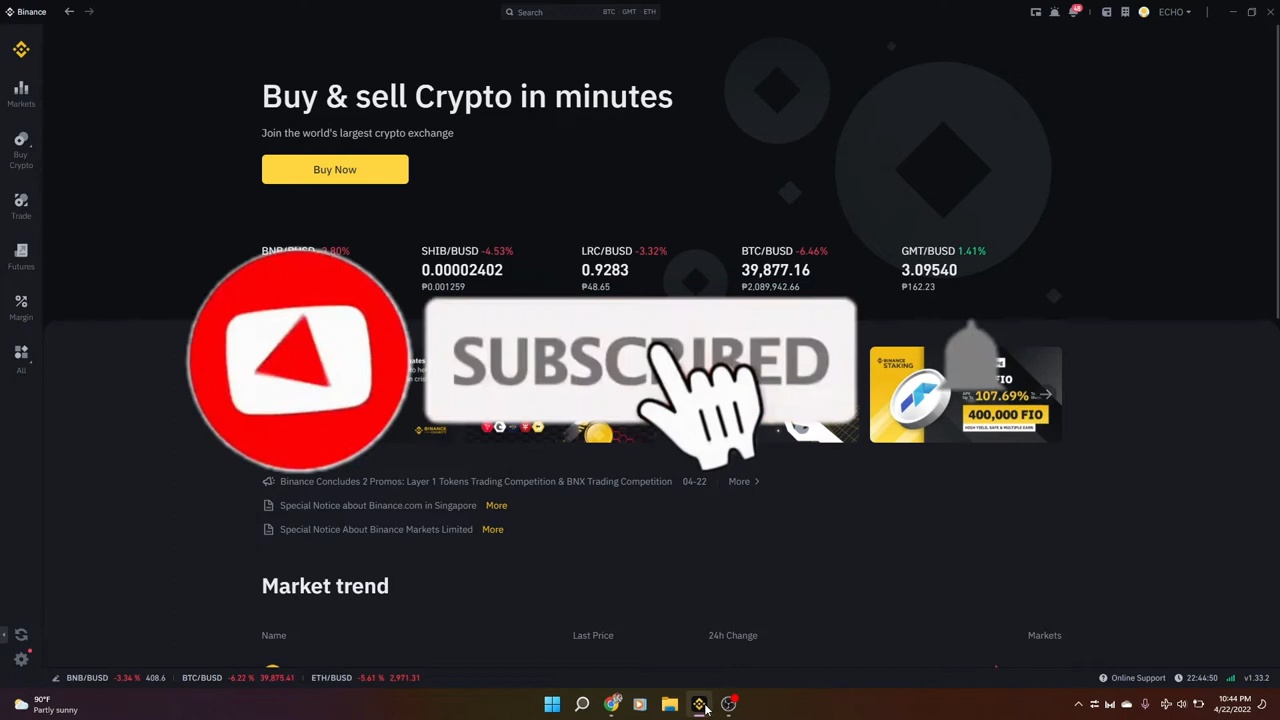 Binance
Search BTC · GMT · ETH
48
ECHO
Markets
Buy Crypto
Trade
Futures
Margin
All
Buy & sell Crypto in minutes
Join the world's largest crypto exchange
Buy Now
SHIB/BUSD -4.53%
0.00002402
₱0.001259
LRC/BUSD -3.32%
0.9283
₱48.65
BTC/BUSD -6.46%
39,877.16
₱2,089,942.66
GMT/BUSD 1.41%
3.09540
₱162.23
SUBSCRIBED
BINANCE STAKING
FIO
107.69%
400,000 FIO
HIGH YIELD, SAFE & MULTIPLE EARN
Binance Concludes 2 Promos: Layer 1 Tokens Trading Competition & BNX Trading Competition 04-22 More
Special Notice about Binance.com in Singapore More
Special Notice About Binance Markets Limited More
Market trend
Name Last Price 24h Change Markets
BNB/BUSD -3.34 % 408.6 BTC/BUSD -6.22 % 39,875.41 ETH/BUSD -5.61 % 2,971.31
Online Support 22:44:50 v1.33.2
90°F
Partly sunny
10:44 PM
4/22/2022